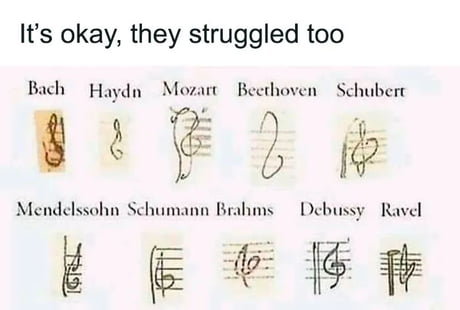 It's okay, they struggled too
Bach Haydn Mozart Beethoven Schubert
Mendelssohn Schumann Brahms Debussy Ravel